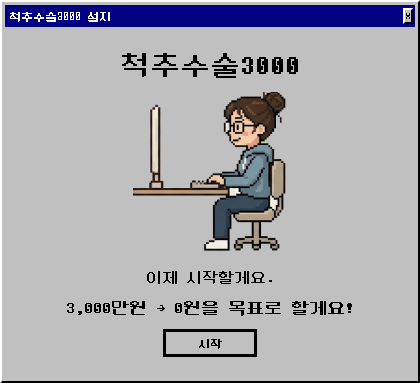 척추수술3000 설치
척추수술3000
이제 시작할게요.
3,000만원 → 0원을 목표로 할게요!
시작